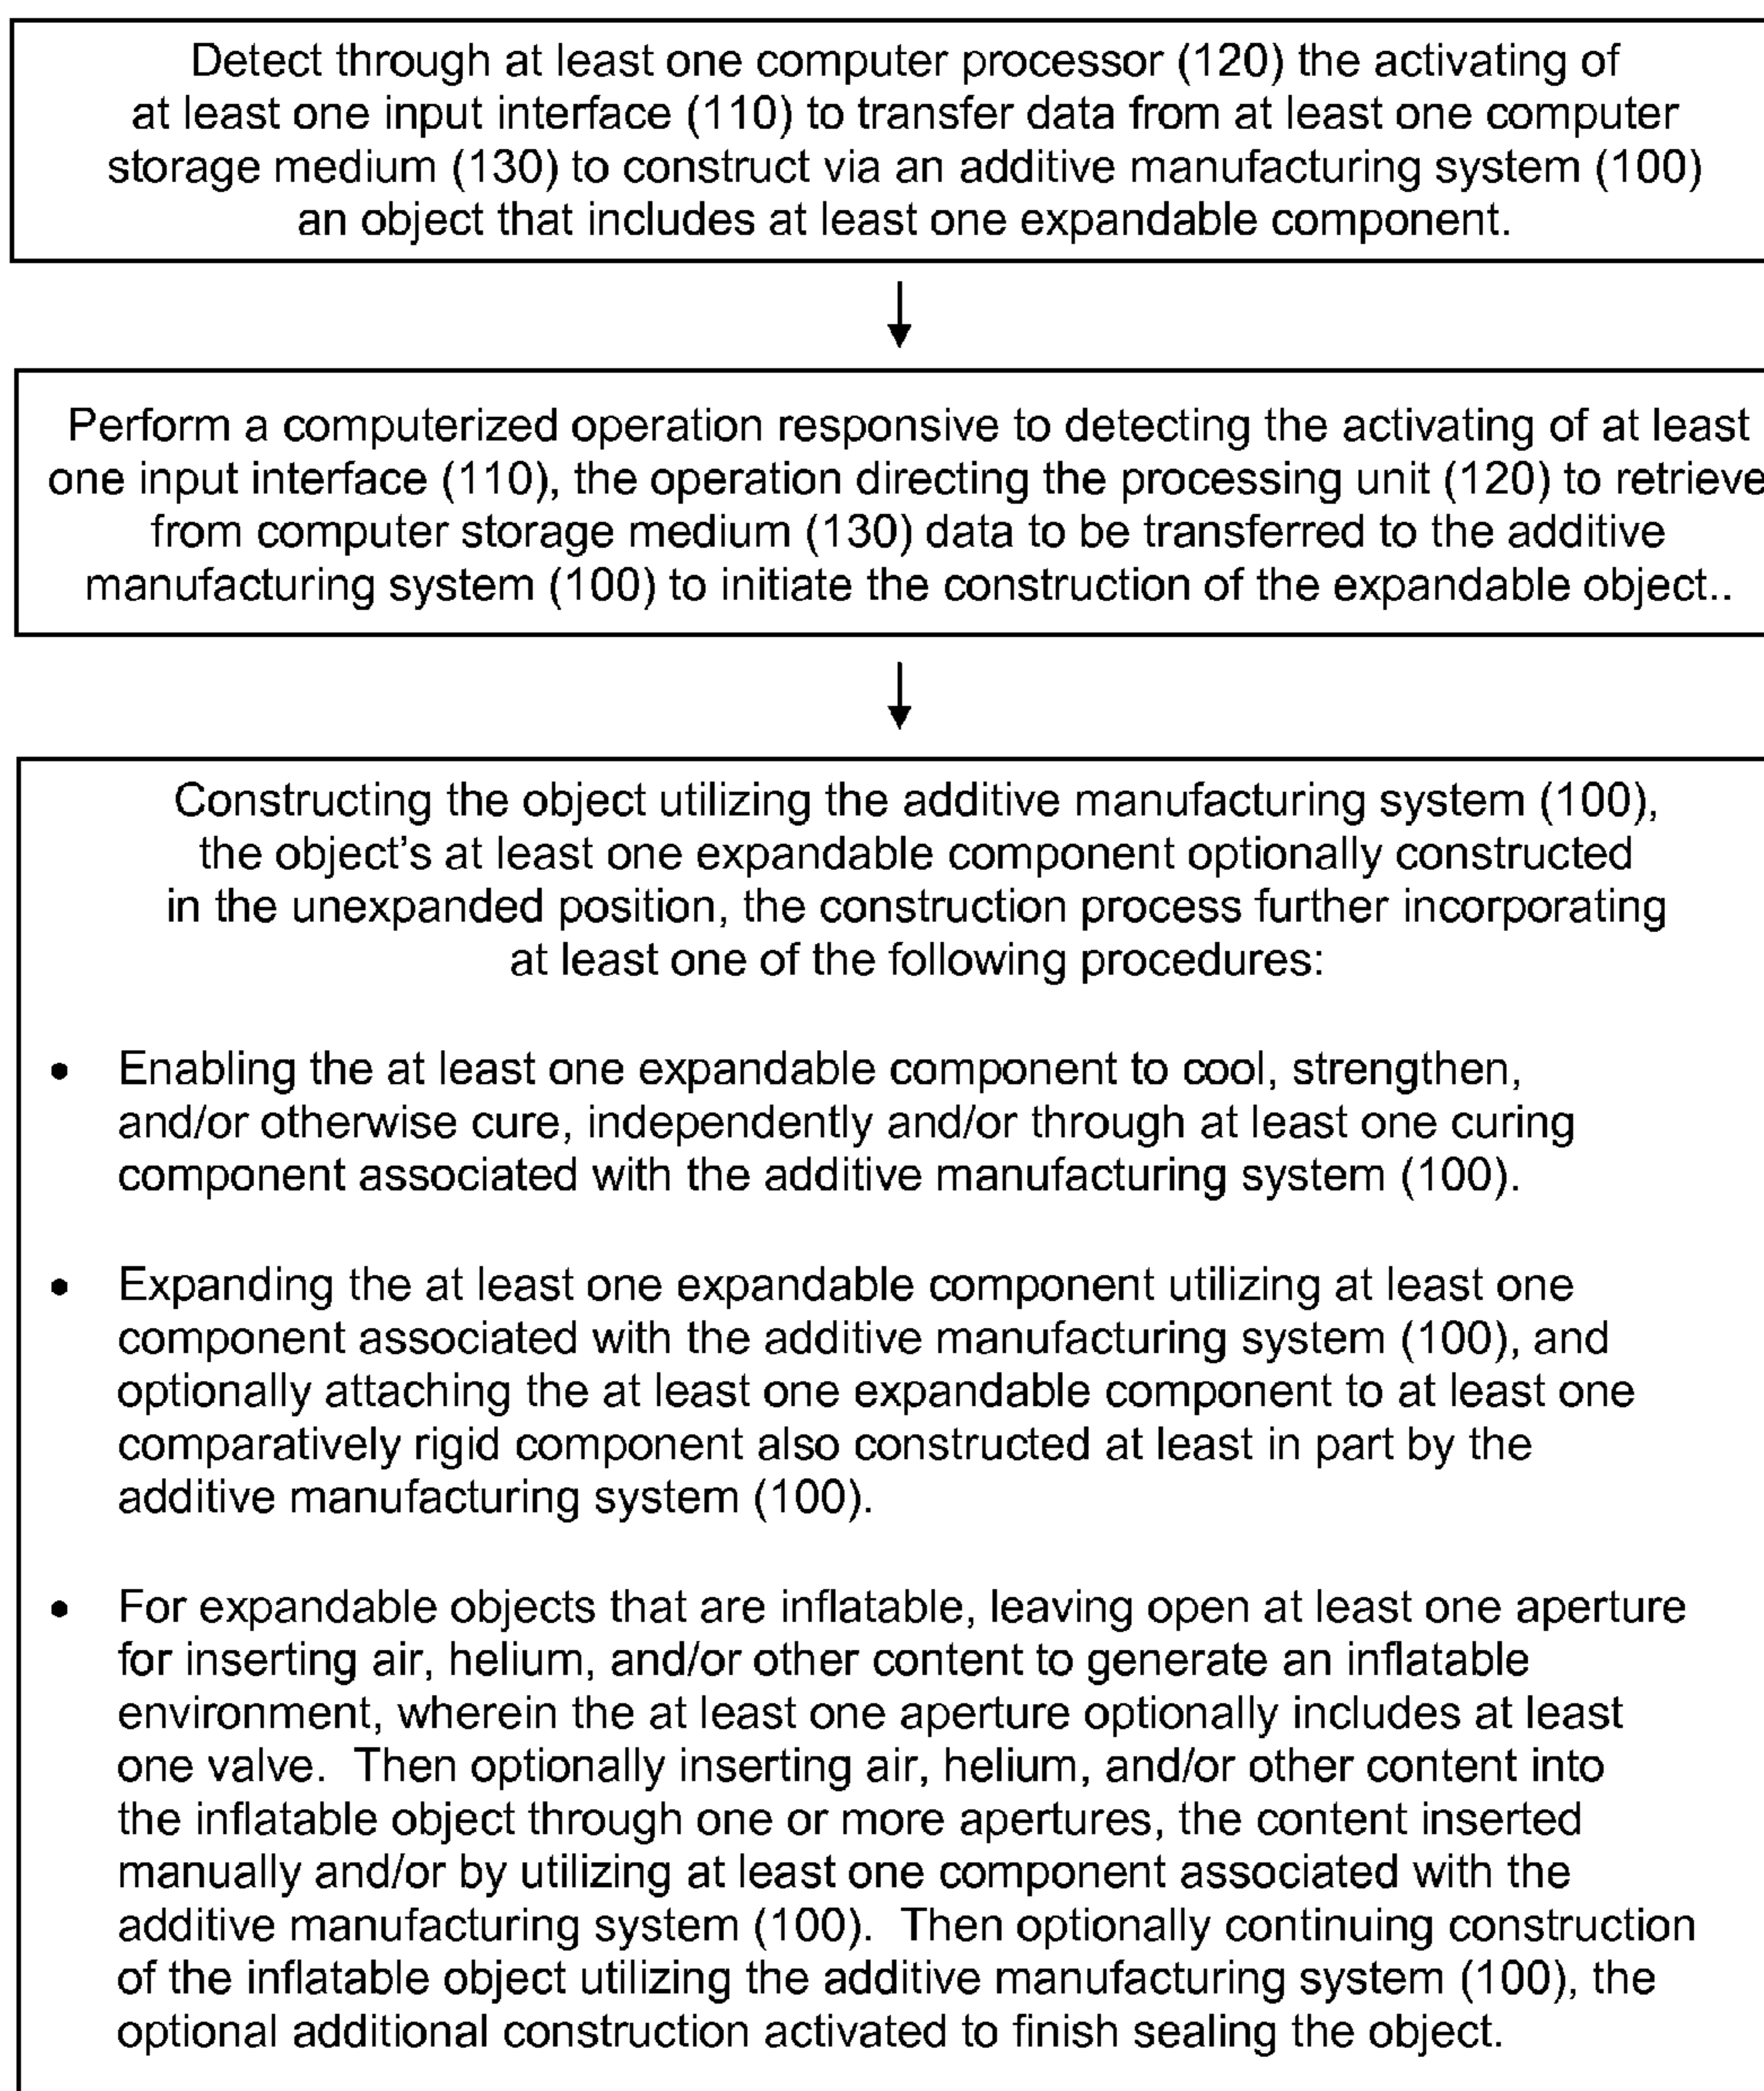 Detect through at least one computer processor (120) the activating of
at least one input interface (110) to transfer data from at least one computer
storage medium (130) to construct via an additive manufacturing system (100)
an object that includes at least one expandable component.
Perform a computerized operation responsive to detecting the activating of at least
one input interface (110), the operation directing the processing unit (120) to retrieve
from computer storage medium (130) data to be transferred to the additive
manufacturing system (100) to initiate the construction of the expandable object..
Constructing the object utilizing the additive manufacturing system (100),
the object's at least one expandable component optionally constructed
in the unexpanded position, the construction process further incorporating
at least one of the following procedures:
• Enabling the at least one expandable component to cool, strengthen,
and/or otherwise cure, independently and/or through at least one curing
component associated with the additive manufacturing system (100).
• Expanding the at least one expandable component utilizing at least one
component associated with the additive manufacturing system (100), and
optionally attaching the at least one expandable component to at least one
comparatively rigid component also constructed at least in part by the
additive manufacturing system (100).
• For expandable objects that are inflatable, leaving open at least one aperture
for inserting air, helium, and/or other content to generate an inflatable
environment, wherein the at least one aperture optionally includes at least
one valve.  Then optionally inserting air, helium, and/or other content into
the inflatable object through one or more apertures, the content inserted
manually and/or by utilizing at least one component associated with the
additive manufacturing system (100).  Then optionally continuing construction
of the inflatable object utilizing the additive manufacturing system (100), the
optional additional construction activated to finish sealing the object.